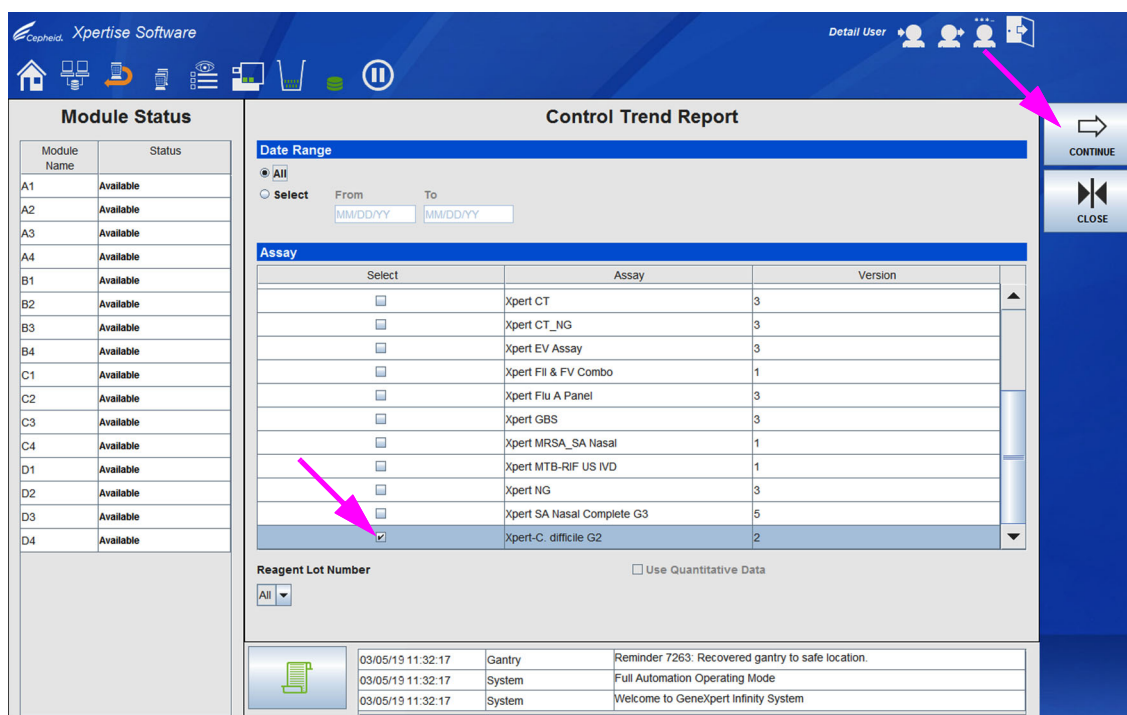 Cepheid. Xpertise Software
Detail User
Module Status
Module Name Status
A1 Available
A2 Available
A3 Available
A4 Available
B1 Available
B2 Available
B3 Available
B4 Available
C1 Available
C2 Available
C3 Available
C4 Available
D1 Available
D2 Available
D3 Available
D4 Available
Control Trend Report
Date Range
All
Select From To
MM/DD/YY MM/DD/YY
Assay
Select Assay Version
Xpert CT 3
Xpert CT_NG 3
Xpert EV Assay 3
Xpert FII & FV Combo 1
Xpert Flu A Panel 3
Xpert GBS 3
Xpert MRSA_SA Nasal 1
Xpert MTB-RIF US IVD 1
Xpert NG 3
Xpert SA Nasal Complete G3 5
Xpert-C. difficile G2 2
Reagent Lot Number Use Quantitative Data
All
03/05/19 11:32:17 Gantry Reminder 7263: Recovered gantry to safe location.
03/05/19 11:32:17 System Full Automation Operating Mode
03/05/19 11:32:17 System Welcome to GeneXpert Infinity System
CONTINUE
CLOSE